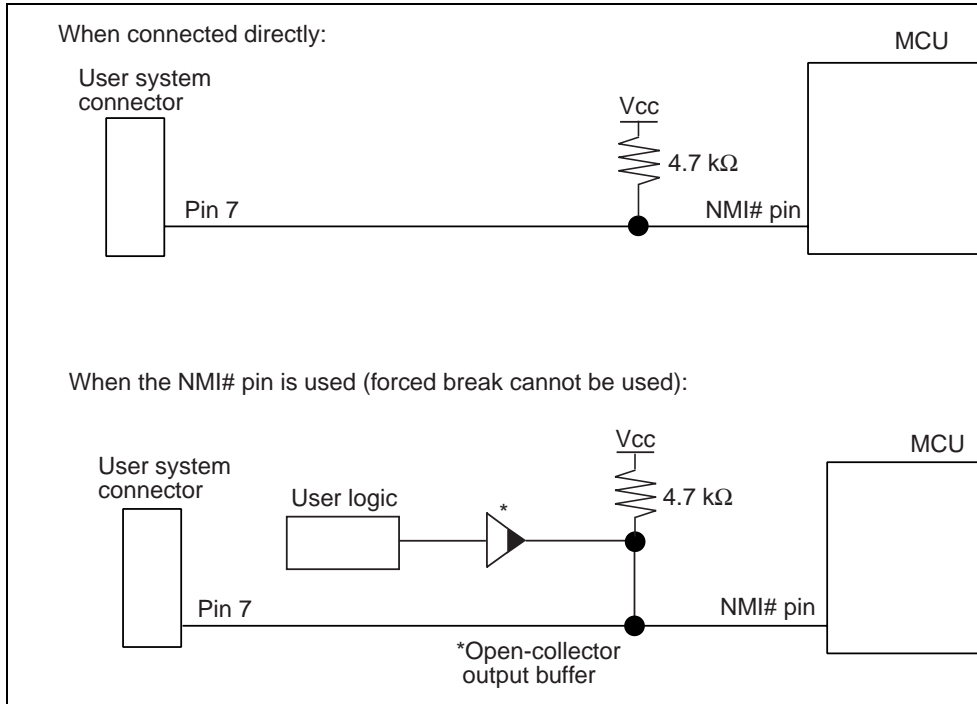 When connected directly:
MCU
User system
connector
Vcc
4.7 kΩ
Pin 7
NMI# pin
When the NMI# pin is used (forced break cannot be used):
Vcc
MCU
User system
connector
User logic
*
4.7 kΩ
Pin 7
NMI# pin
*Open-collector
output buffer